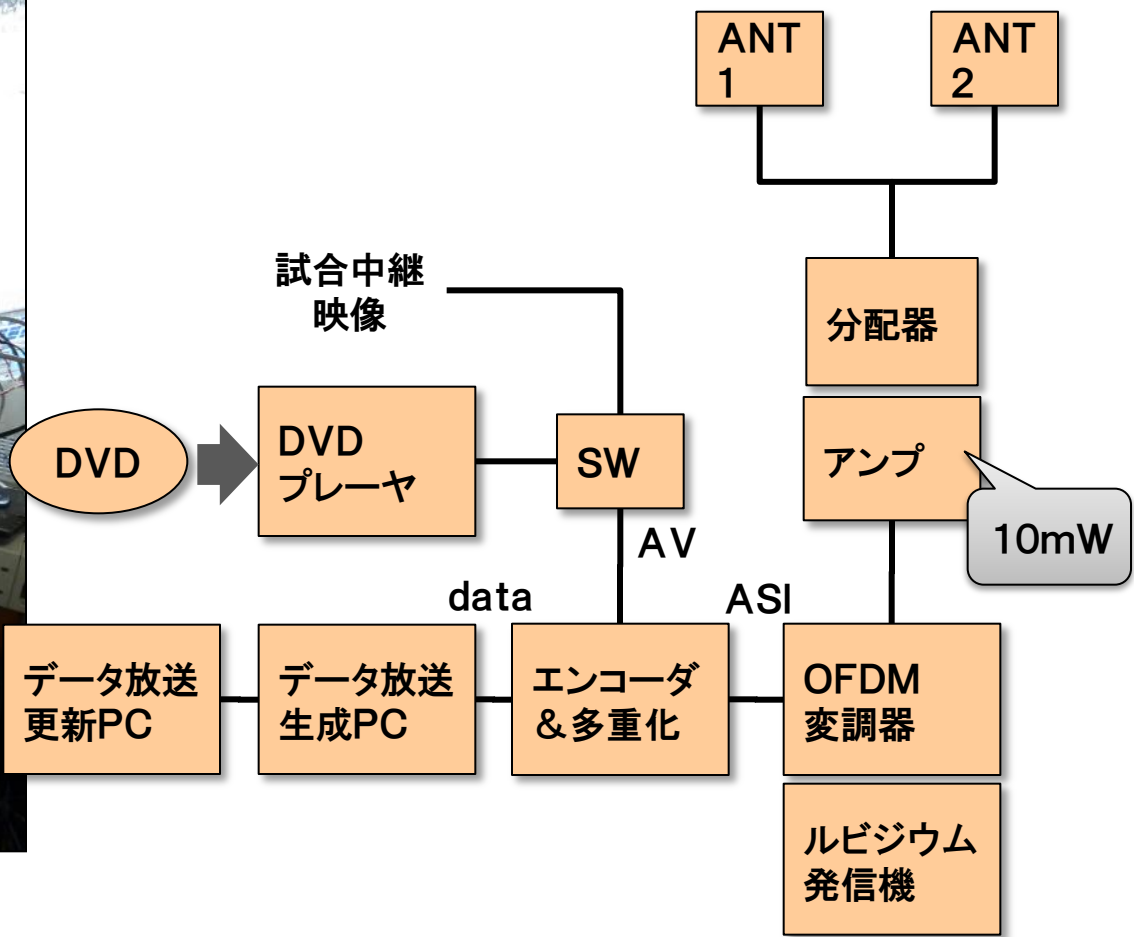 ANT
1
ANT
2
試合中継
映像
分配器
DVD
DVD
プレーヤ
SW
アンプ
10mW
AV
data
ASI
データ放送
更新PC
データ放送
生成PC
エンコーダ
＆多重化
OFDM
変調器
ルビジウム
発信機